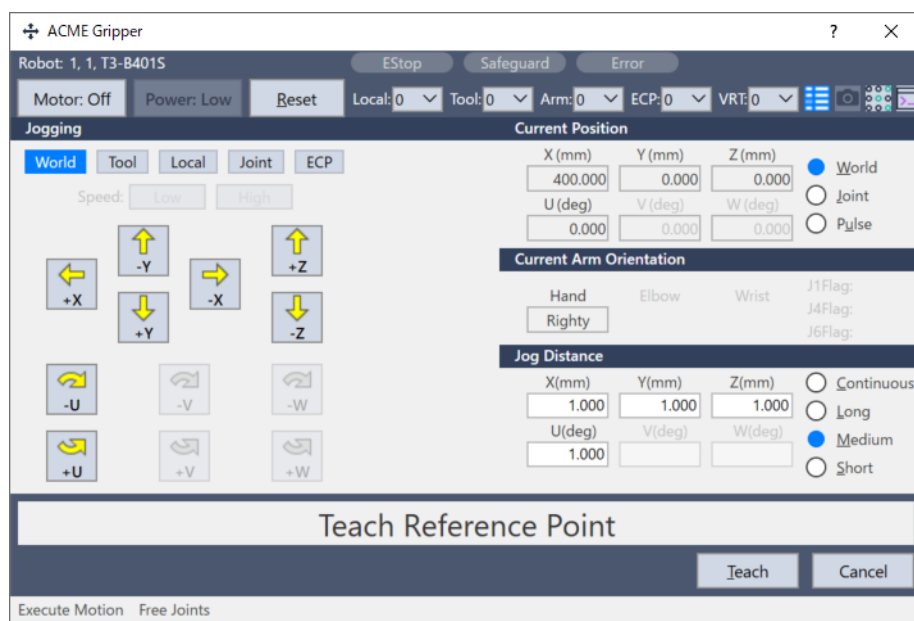 ACME Gripper
Robot: 1, 1, T3-B401S EStop Safeguard Error
Motor: Off Power: Low Reset Local: 0 Tool: 0 Arm: 0 ECP: 0 VRT: 0
Jogging
World Tool Local Joint ECP
Speed: Low High
-Y +Z
+X -X
+Y -Z
-U -V -W
+U +V +W
Current Position
X (mm) Y (mm) Z (mm)
400.000 0.000 0.000
U (deg) V (deg) W (deg)
0.000 0.000 0.000
World
Joint
Pulse
Current Arm Orientation
Hand Elbow Wrist
Righty
J1Flag:
J4Flag:
J6Flag:
Jog Distance
X(mm) Y(mm) Z(mm)
1.000 1.000 1.000
U(deg) V(deg) W(deg)
1.000
Continuous
Long
Medium
Short
Teach Reference Point
Teach Cancel
Execute Motion Free Joints